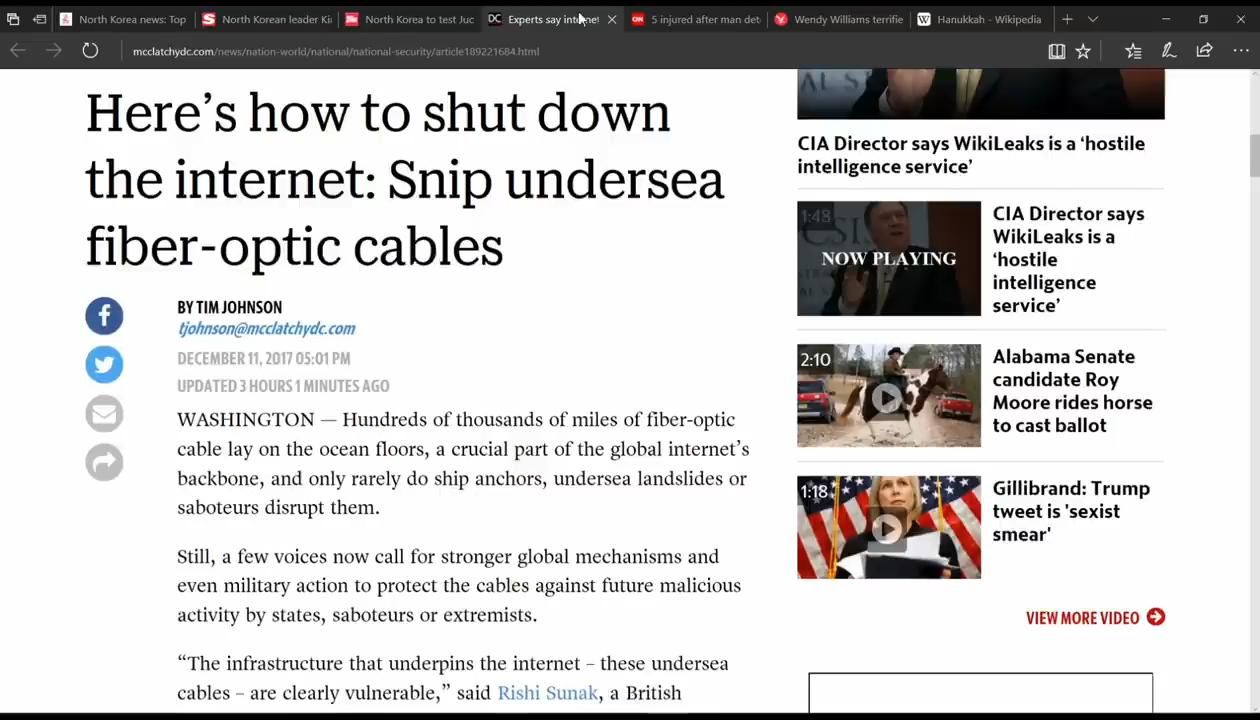 North Korea news: Top
North Korean leader Ki
North Korea to test Juc
DC Experts say internet
CNN 5 injured after man det
Wendy Williams terrifie
W Hanukkah - Wikipedia
mcclatchydc.com/news/nation-world/national/national-security/article189221684.html
Here's how to shut down
the internet: Snip undersea
fiber-optic cables
BY TIM JOHNSON
tjohnson@mcclatchydc.com
DECEMBER 11, 2017 05:01 PM
UPDATED 3 HOURS 1 MINUTES AGO
WASHINGTON — Hundreds of thousands of miles of fiber-optic
cable lay on the ocean floors, a crucial part of the global internet's
backbone, and only rarely do ship anchors, undersea landslides or
saboteurs disrupt them.
Still, a few voices now call for stronger global mechanisms and
even military action to protect the cables against future malicious
activity by states, saboteurs or extremists.
“The infrastructure that underpins the internet – these undersea
cables – are clearly vulnerable,” said Rishi Sunak, a British
CIA Director says WikiLeaks is a ‘hostile
intelligence service’
1:48
NOW PLAYING
CIA Director says
WikiLeaks is a
‘hostile
intelligence
service’
2:10
Alabama Senate
candidate Roy
Moore rides horse
to cast ballot
1:18
Gillibrand: Trump
tweet is 'sexist
smear'
VIEW MORE VIDEO